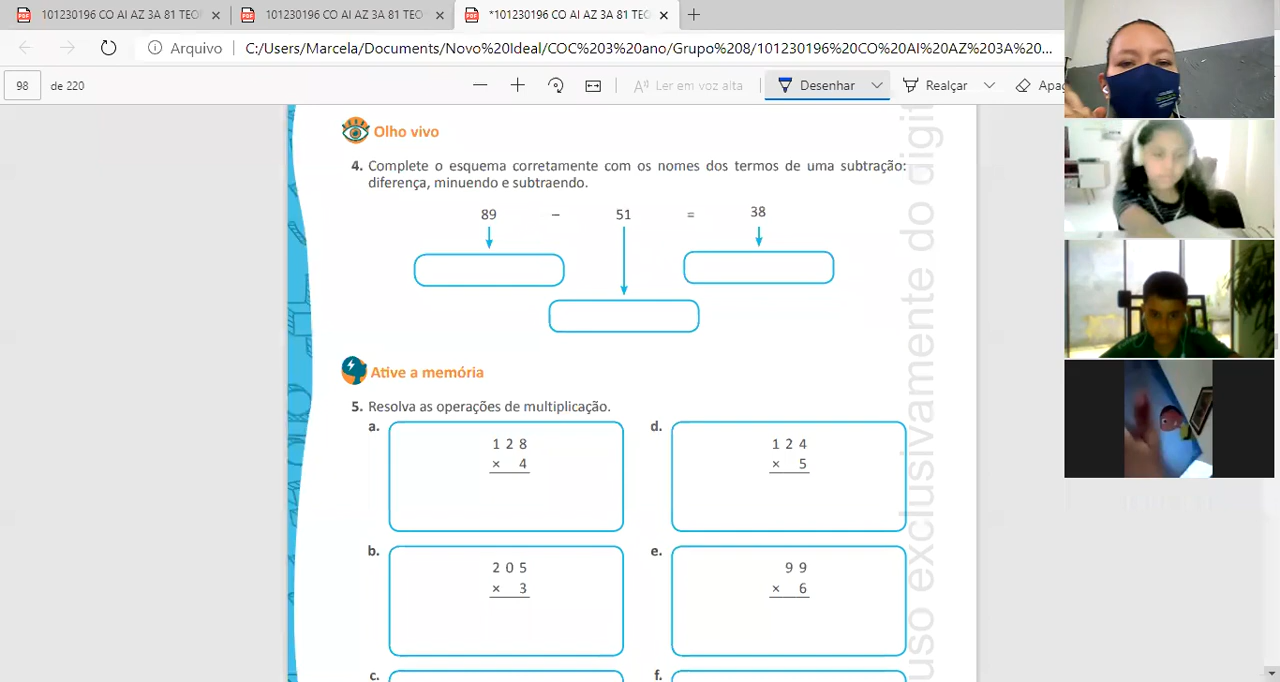 101230196 CO AI AZ 3A 81 TEO
101230196 CO AI AZ 3A 81 TEO
*101230196 CO AI AZ 3A 81 TEO
Arquivo
C:/Users/Marcela/Documents/Novo%20Ideal/COC%203%20ano/Grupo%208/101230196%20CO%20AI%20AZ%203A%20...
98 de 220
Ler em voz alta
Desenhar
Realçar
Olho vivo
4. Complete o esquema corretamente com os nomes dos termos de uma subtração:
diferença, minuendo e subtraendo.
89 – 51 = 38
Ative a memória
5. Resolva as operações de multiplicação.
a.
1 2 8
× 4
d.
1 2 4
× 5
b.
2 0 5
× 3
e.
9 9
× 6
c.
f.
uso exclusivamente do